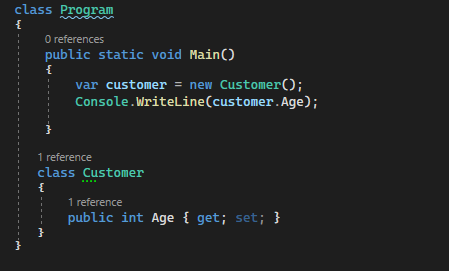 class Program
{
0 references
public static void Main()
{
var customer = new Customer();
Console.WriteLine(customer.Age);
}
1 reference
class Customer
{
1 reference
public int Age { get; set; }
}
}